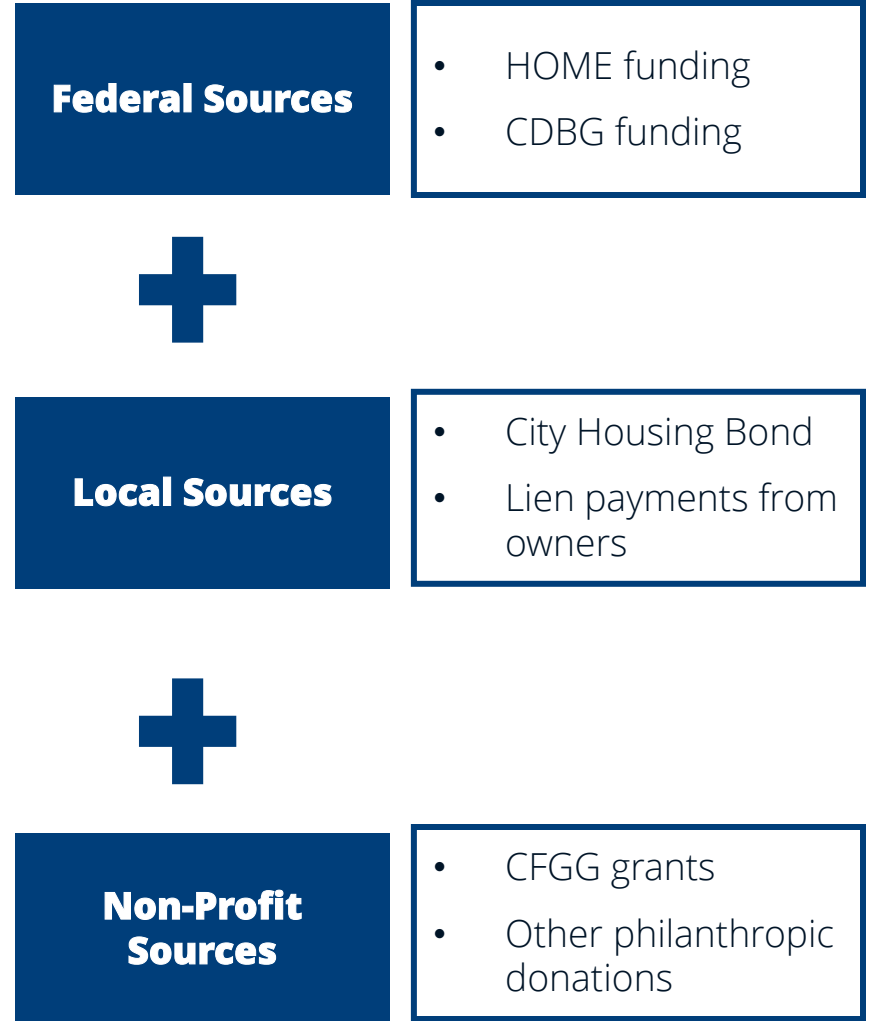 Federal Sources
• HOME funding
• CDBG funding
Local Sources
• City Housing Bond
• Lien payments from
owners
Non-Profit
Sources
• CFGG grants
• Other philanthropic
donations